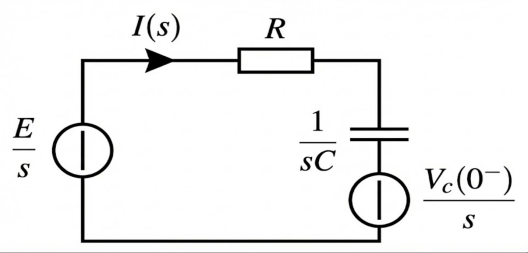 I(s)
R
E/s
1/sC
V_c(0⁻)/s